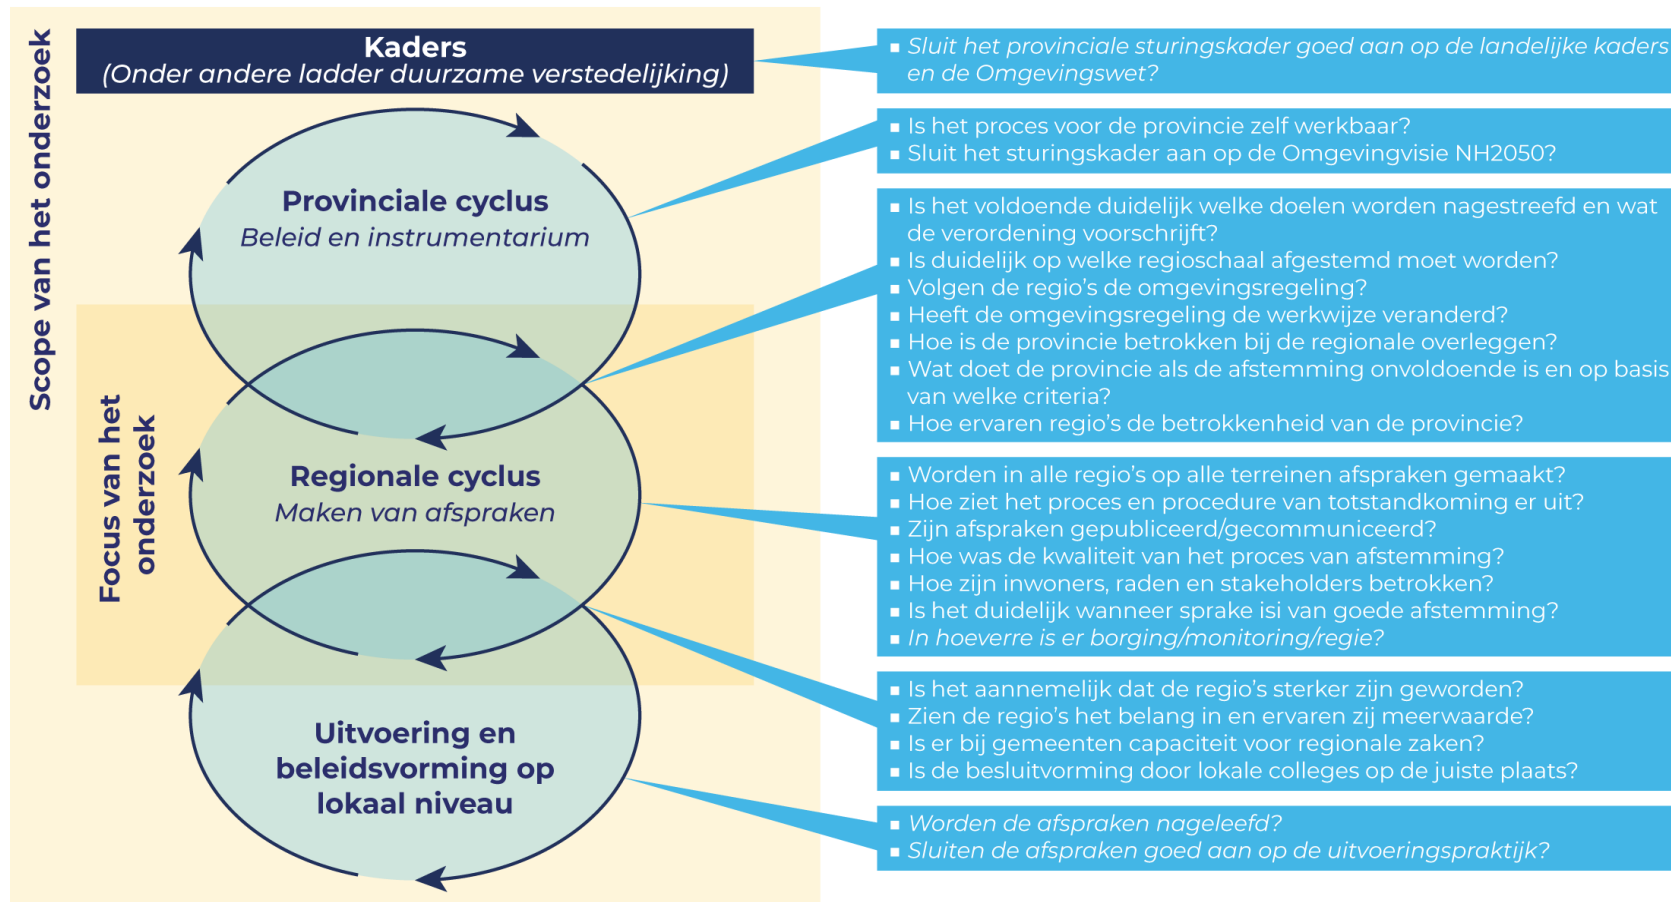 Scope van het onderzoek
Kaders
(Onder andere ladder duurzame verstedelijking)
Provinciale cyclus
Beleid en instrumentarium
Focus van het
onderzoek
Regionale cyclus
Maken van afspraken
Uitvoering en
beleidsvorming op
lokaal niveau
▪ Sluit het provinciale sturingskader goed aan op de landelijke kaders
en de Omgevingswet?
▪ Is het proces voor de provincie zelf werkbaar?
▪ Sluit het sturingskader aan op de Omgevingvisie NH2050?
▪ Is het voldoende duidelijk welke doelen worden nagestreefd en wat
de verordening voorschrijft?
▪ Is duidelijk op welke regioschaal afgestemd moet worden?
▪ Volgen de regio's de omgevingsregeling?
▪ Heeft de omgevingsregeling de werkwijze veranderd?
▪ Hoe is de provincie betrokken bij de regionale overleggen?
▪ Wat doet de provincie als de afstemming onvoldoende is en op basis
van welke criteria?
▪ Hoe ervaren regio's de betrokkenheid van de provincie?
▪ Worden in alle regio's op alle terreinen afspraken gemaakt?
▪ Hoe ziet het proces en procedure van totstandkoming er uit?
▪ Zijn afspraken gepubliceerd/gecommuniceerd?
▪ Hoe was de kwaliteit van het proces van afstemming?
▪ Hoe zijn inwoners, raden en stakeholders betrokken?
▪ Is het duidelijk wanneer sprake isi van goede afstemming?
▪ In hoeverre is er borging/monitoring/regie?
▪ Is het aannemelijk dat de regio's sterker zijn geworden?
▪ Zien de regio's het belang in en ervaren zij meerwaarde?
▪ Is er bij gemeenten capaciteit voor regionale zaken?
▪ Is de besluitvorming door lokale colleges op de juiste plaats?
▪ Worden de afspraken nageleefd?
▪ Sluiten de afspraken goed aan op de uitvoeringspraktijk?